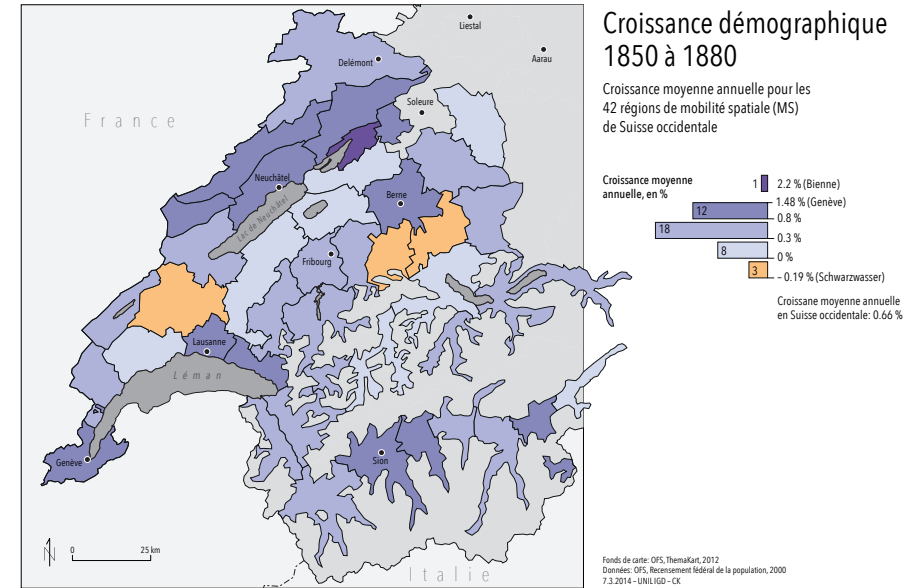 Croissance démographique
1850 à 1880
Croissance moyenne annuelle pour les
42 régions de mobilité spatiale (MS)
de Suisse occidentale
Croissance moyenne
annuelle, en %
1
2.2 % (Bienne)
1.48 % (Genève)
12
0.8 %
18
0.3 %
8
0 %
3
– 0.19 % (Schwarzwasser)
Croissane moyenne annuelle
en Suisse occidentale: 0.66 %
Liestal
Aarau
Delémont
Soleure
France
Neuchâtel
Lac de Neuchâtel
Berne
Fribourg
Lausanne
Léman
Genève
Sion
Italie
N
0
25 km
Fonds de carte: OFS, ThemaKart, 2012
Données: OFS, Recensement fédéral de la population, 2000
7.3.2014 – UNIL IGD – CK